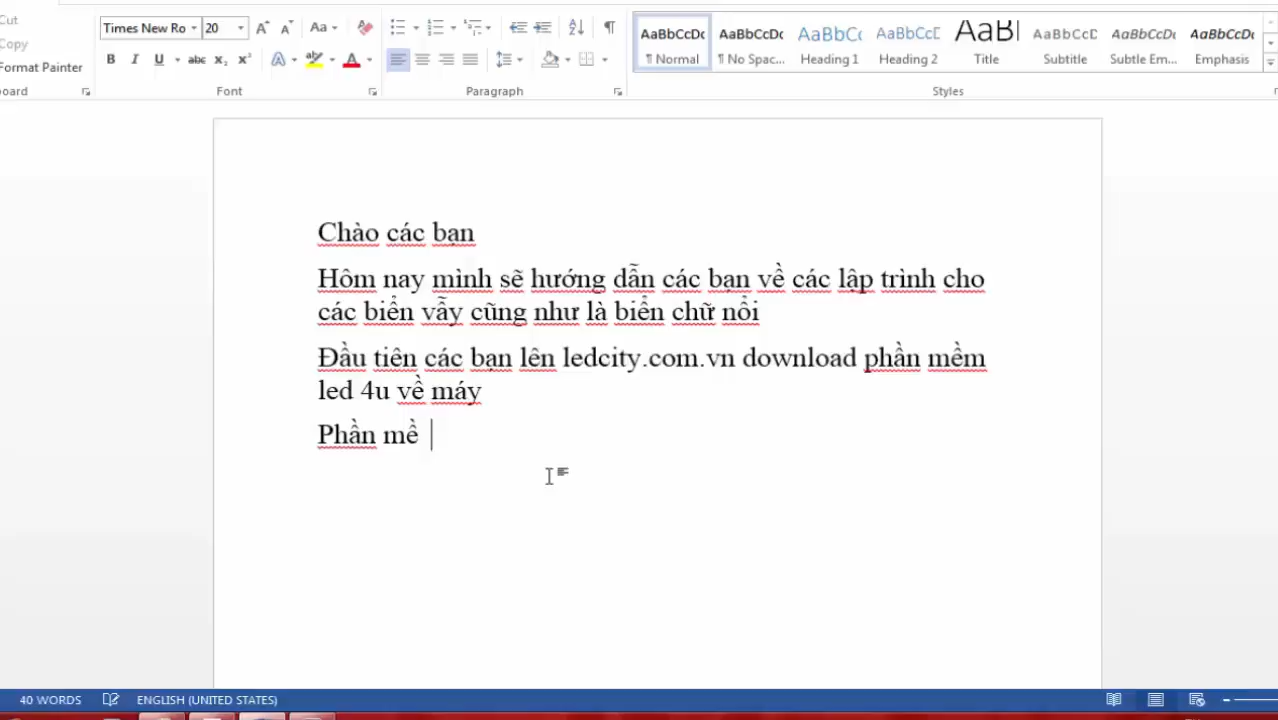 Cut
Copy
Format Painter
board
Times New Ro
20
Aa
B I U abc x₂ x² A ab A
Font
Paragraph
AaBbCcDc AaBbCcDc AaBbC( AaBbCcD AaB AaBbCcD AaBbCcDc AaBbCcDc
¶ Normal ¶ No Spac... Heading 1 Heading 2 Title Subtitle Subtle Em... Emphasis
Styles
Chào các bạn
Hôm nay mình sẽ hướng dẫn các bạn về các lập trình cho
các biển vẫy cũng như là biển chữ nổi
Đầu tiên các bạn lên ledcity.com.vn download phần mềm
led 4u về máy
Phần mề
40 WORDS ENGLISH (UNITED STATES)